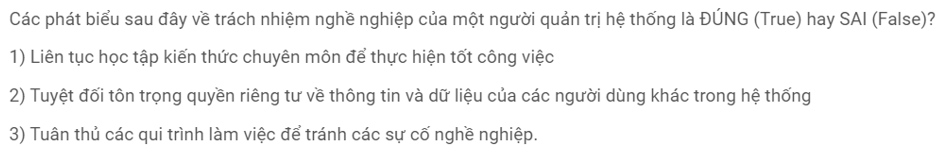 Các phát biểu sau đây về trách nhiệm nghề nghiệp của một người quản trị hệ thống là ĐÚNG (True) hay SAI (False)?
1) Liên tục học tập kiến thức chuyên môn để thực hiện tốt công việc
2) Tuyệt đối tôn trọng quyền riêng tư về thông tin và dữ liệu của các người dùng khác trong hệ thống
3) Tuân thủ các qui trình làm việc để tránh các sự cố nghề nghiệp.